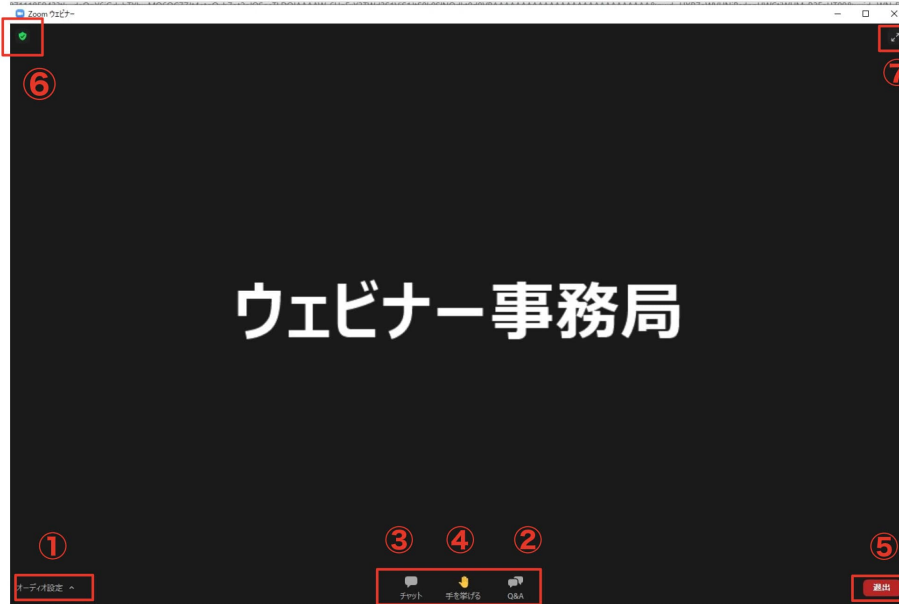 Zoom ウェビナー
⑥
⑦
ウェビナー事務局
①
③ ④ ②
⑤
オーディオ設定
チャット 手を挙げる Q&A
退出